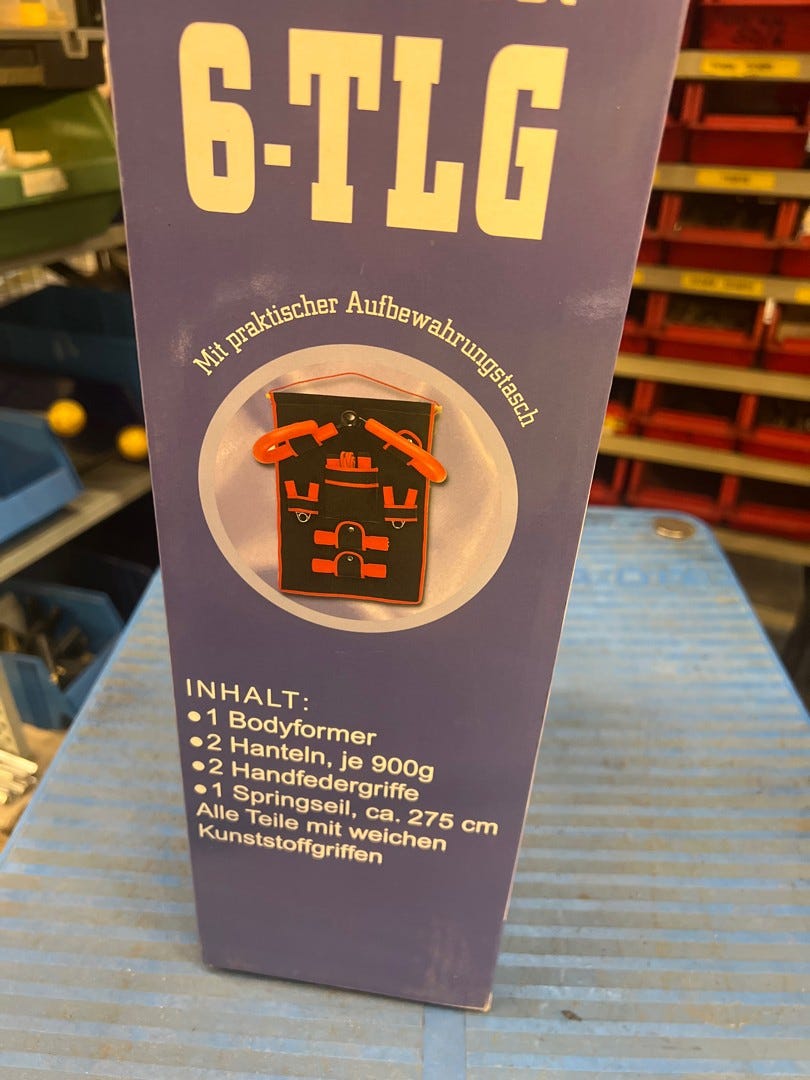 6-TLG
Mit praktischer Aufbewahrungstasch
INHALT:
•1 Bodyformer
•2 Hanteln, je 900g
•2 Handfedergriffe
•1 Springseil, ca. 275 cm
Alle Teile mit weichen
Kunststoffgriffen